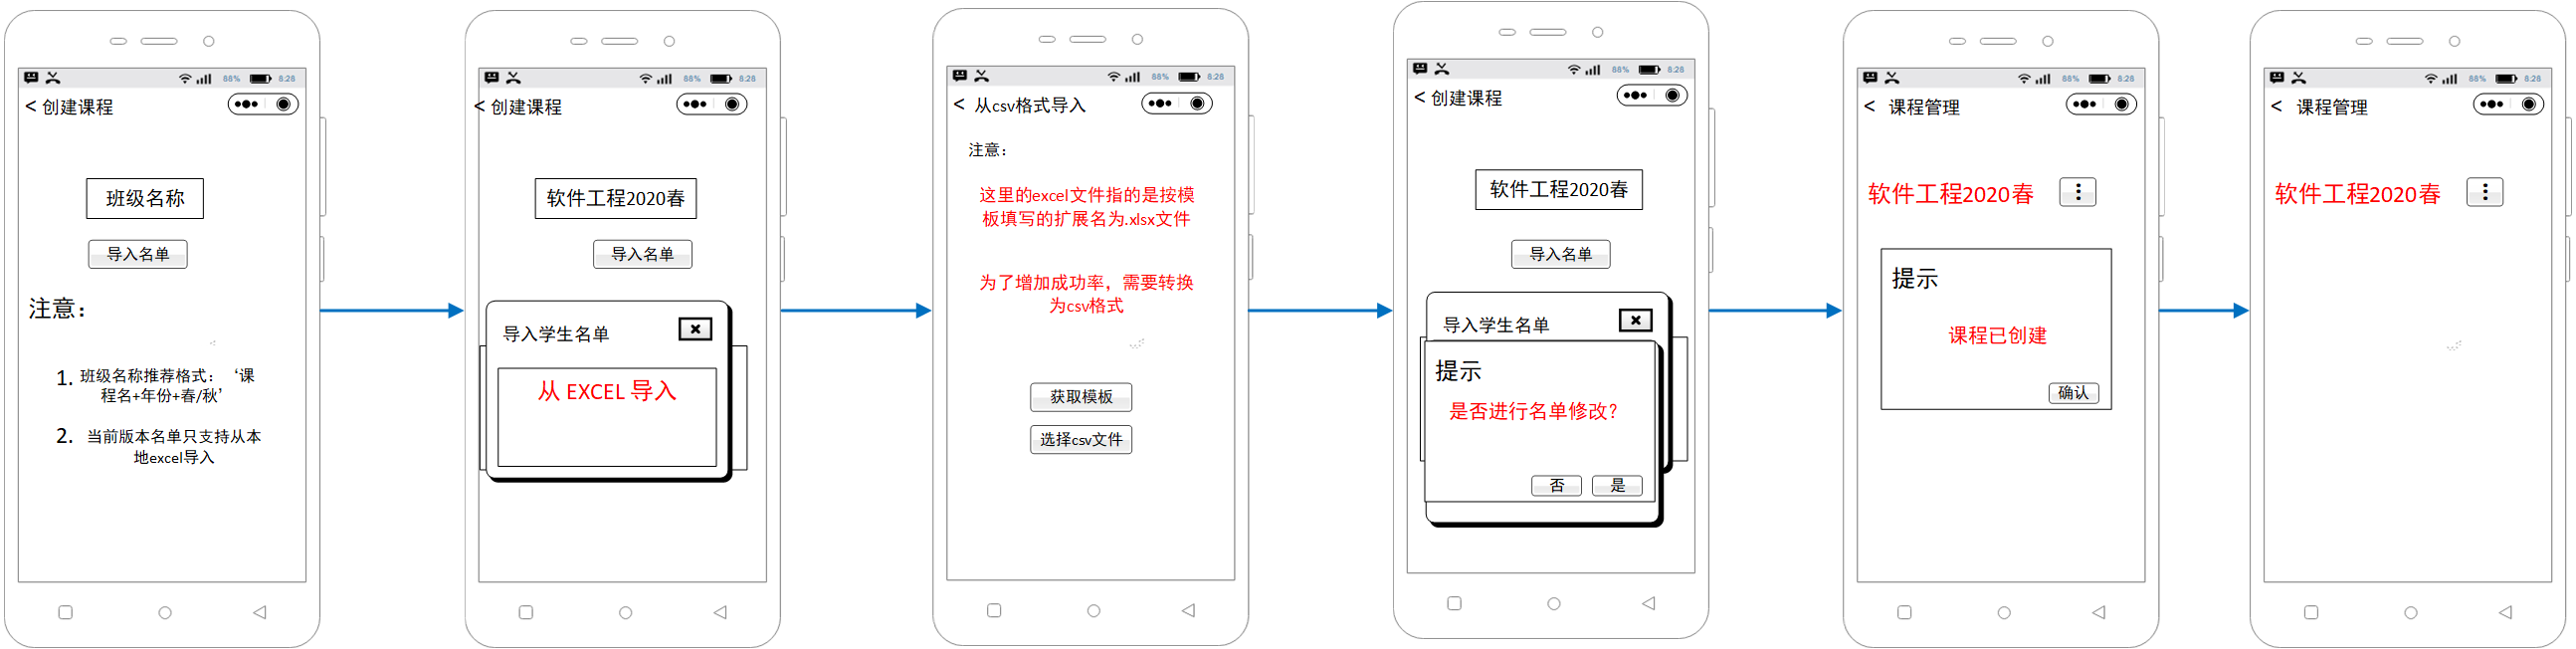 88% 8:28
< 创建课程
班级名称
导入名单
注意：
1. 班级名称推荐格式：‘课
程名+年份+春/秋’
2. 当前版本名单只支持从本
地excel导入
88% 8:28
< 创建课程
软件工程2020春
导入名单
导入学生名单
从 EXCEL 导入
88% 8:28
< 从csv格式导入
注意：
这里的excel文件指的是按模
板填写的扩展名为.xlsx文件
为了增加成功率，需要转换
为csv格式
获取模板
选择csv文件
88% 8:28
< 创建课程
软件工程2020春
导入名单
导入学生名单
提示
是否进行名单修改？
否 是
88% 8:28
< 课程管理
软件工程2020春
提示
课程已创建
确认
88% 8:28
< 课程管理
软件工程2020春